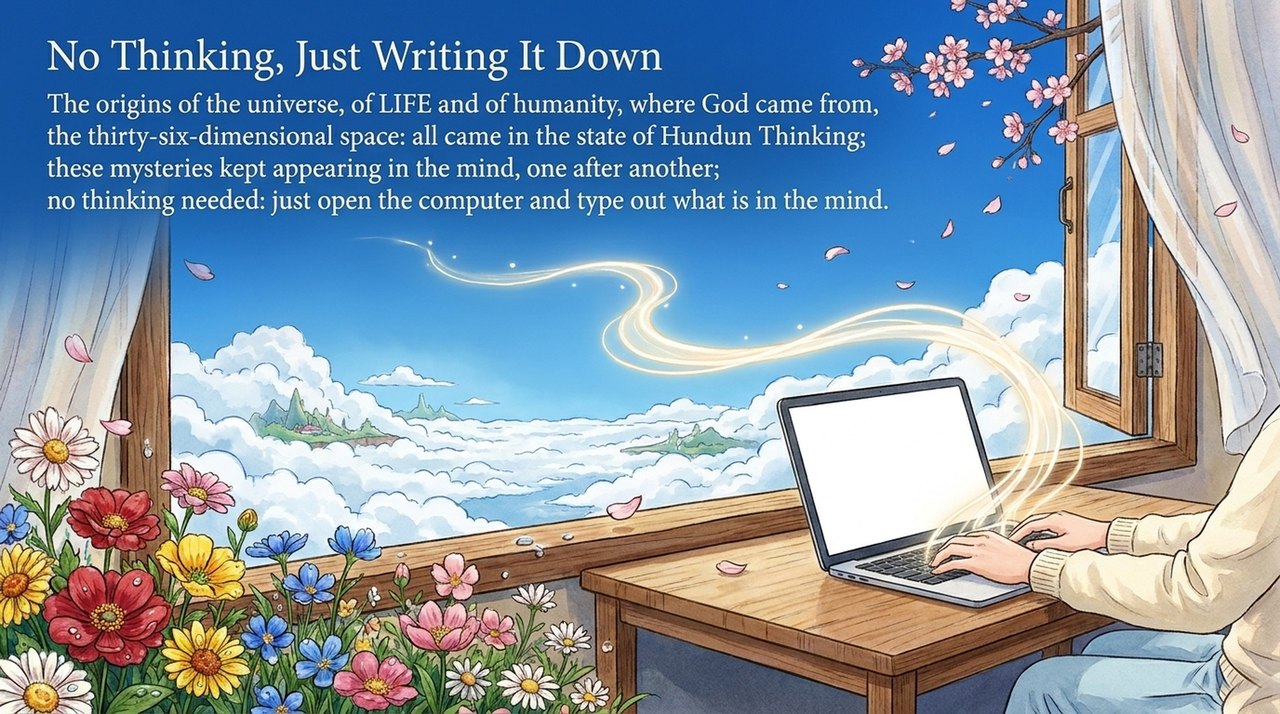 No Thinking, Just Writing It Down
The origins of the universe, of LIFE and of humanity, where God came from,
the thirty-six-dimensional space: all came in the state of Hundun Thinking;
these mysteries kept appearing in the mind, one after another;
no thinking needed: just open the computer and type out what is in the mind.